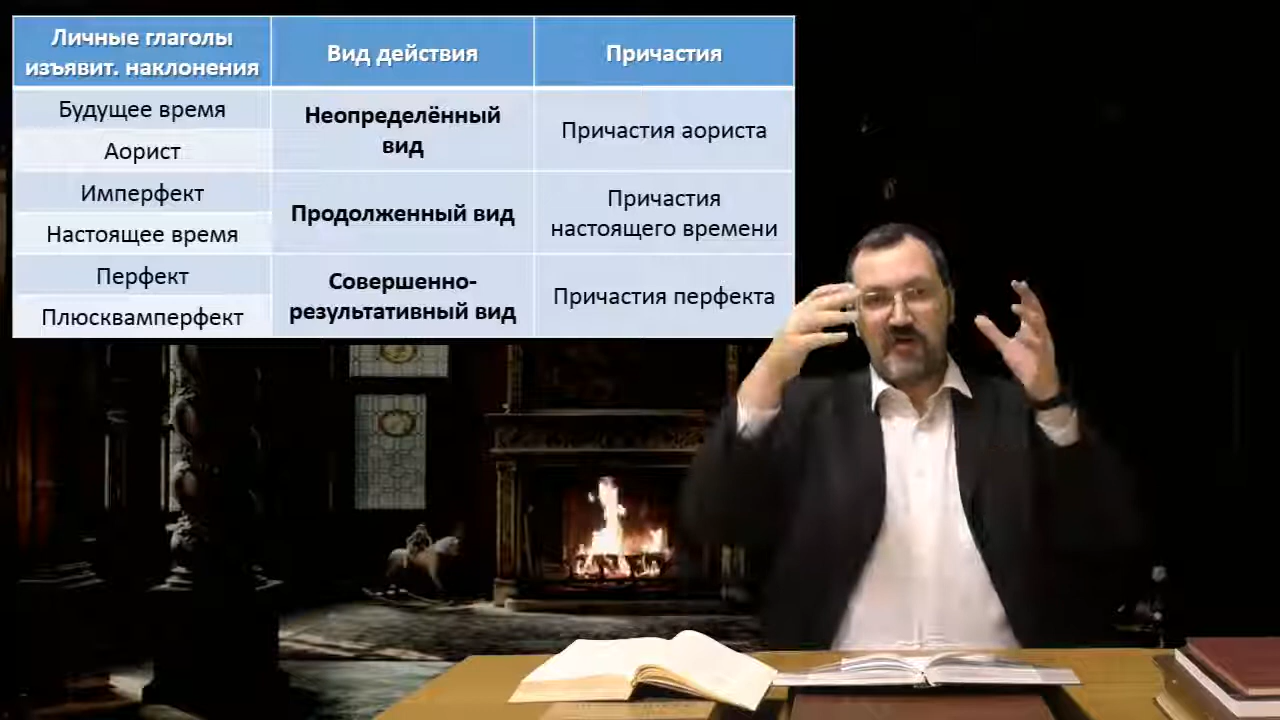 Личные глаголы
изъявит. наклонения
Вид действия
Причастия
Будущее время
Аорист
Неопределённый
вид
Причастия аориста
Имперфект
Настоящее время
Продолженный вид
Причастия
настоящего времени
Перфект
Плюсквамперфект
Совершенно-
результативный вид
Причастия перфекта